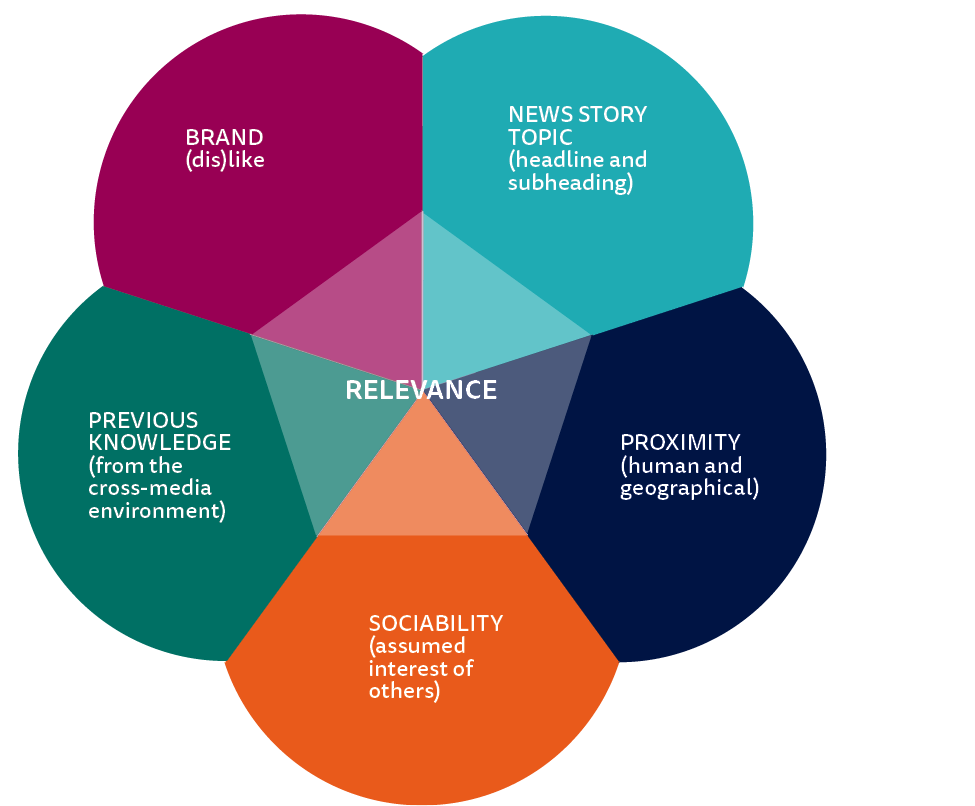 BRAND
(dis)like
NEWS STORY
TOPIC
(headline and
subheading)
RELEVANCE
PREVIOUS
KNOWLEDGE
(from the
cross-media
environment)
PROXIMITY
(human and
geographical)
SOCIABILITY
(assumed
interest of
others)